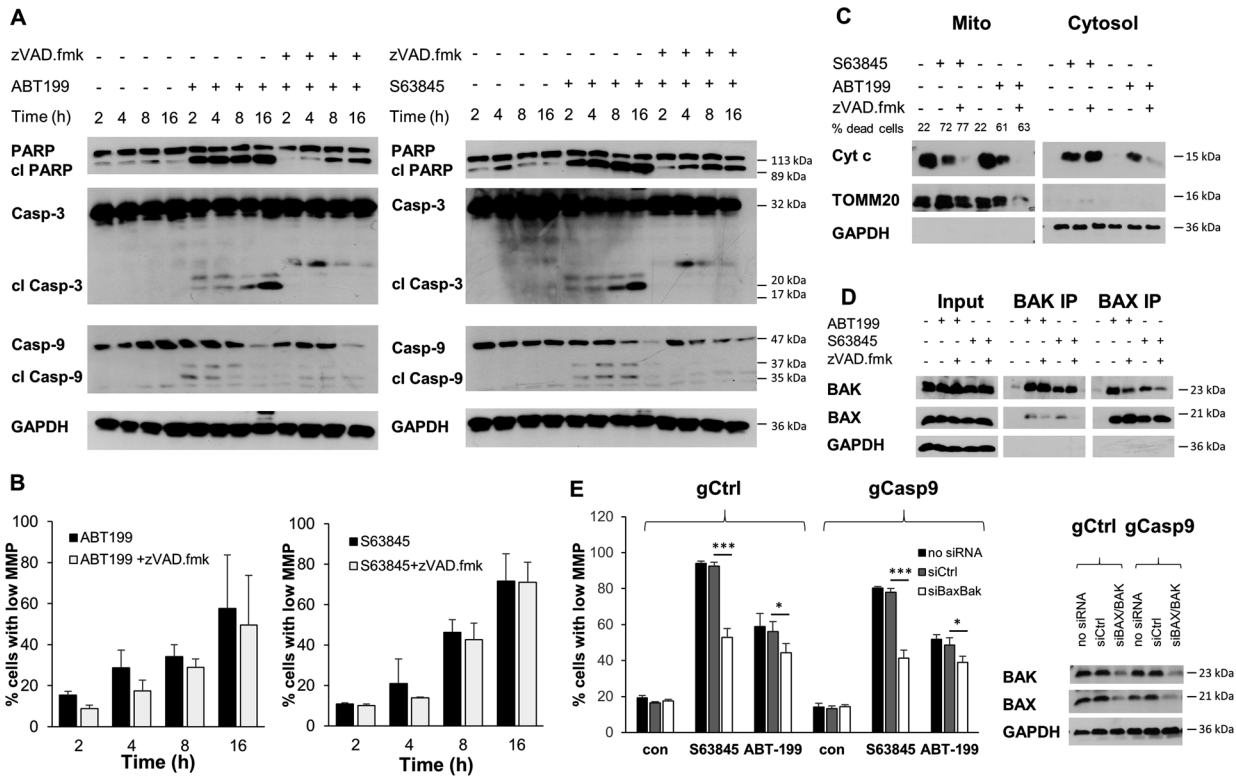 A
zVAD.fmk - - - - - - - - + + + +
ABT199 - - - - + + + + + + + +
Time (h) 2 4 8 16 2 4 8 16 2 4 8 16
PARP
cl PARP
Casp-3
cl Casp-3
Casp-9
cl Casp-9
GAPDH
zVAD.fmk - - - - - - - - + + + +
S63845 - - - - + + + + + + + +
Time (h) 2 4 8 16 2 4 8 16 2 4 8 16
PARP
cl PARP
113 kDa
89 kDa
Casp-3
32 kDa
cl Casp-3
20 kDa
17 kDa
Casp-9
47 kDa
37 kDa
cl Casp-9
35 kDa
GAPDH
36 kDa
C
Mito Cytosol
S63845 - + + - - - - + + - - -
ABT199 - - - - + + - - - - + +
zVAD.fmk - - + - - + - - + - - +
% dead cells 22 72 77 22 61 63
Cyt c 15 kDa
TOMM20 16 kDa
GAPDH 36 kDa
D
Input BAK IP BAX IP
ABT199 - + + - - - + + - - - + + - -
S63845 - - - + + - - - + + - - - + +
zVAD.fmk - - + - + - - + - + - - + - +
BAK 23 kDa
BAX 21 kDa
GAPDH 36 kDa
B
% cells with low MMP
100
80
60
40
20
0
ABT199
ABT199 +zVAD.fmk
2 4 8 16
Time (h)
% cells with low MMP
100
80
60
40
20
0
S63845
S63845+zVAD.fmk
2 4 8 16
Time (h)
E
gCtrl gCasp9
% cells with low MMP
120
100
80
60
40
20
0
*** * *** *
no siRNA
siCtrl
siBaxBak
con S63845 ABT-199 con S63845 ABT-199
gCtrl gCasp9
no siRNA
siCtrl
siBAX/BAK
no siRNA
siCtrl
siBAX/BAK
BAK 23 kDa
BAX 21 kDa
GAPDH 36 kDa